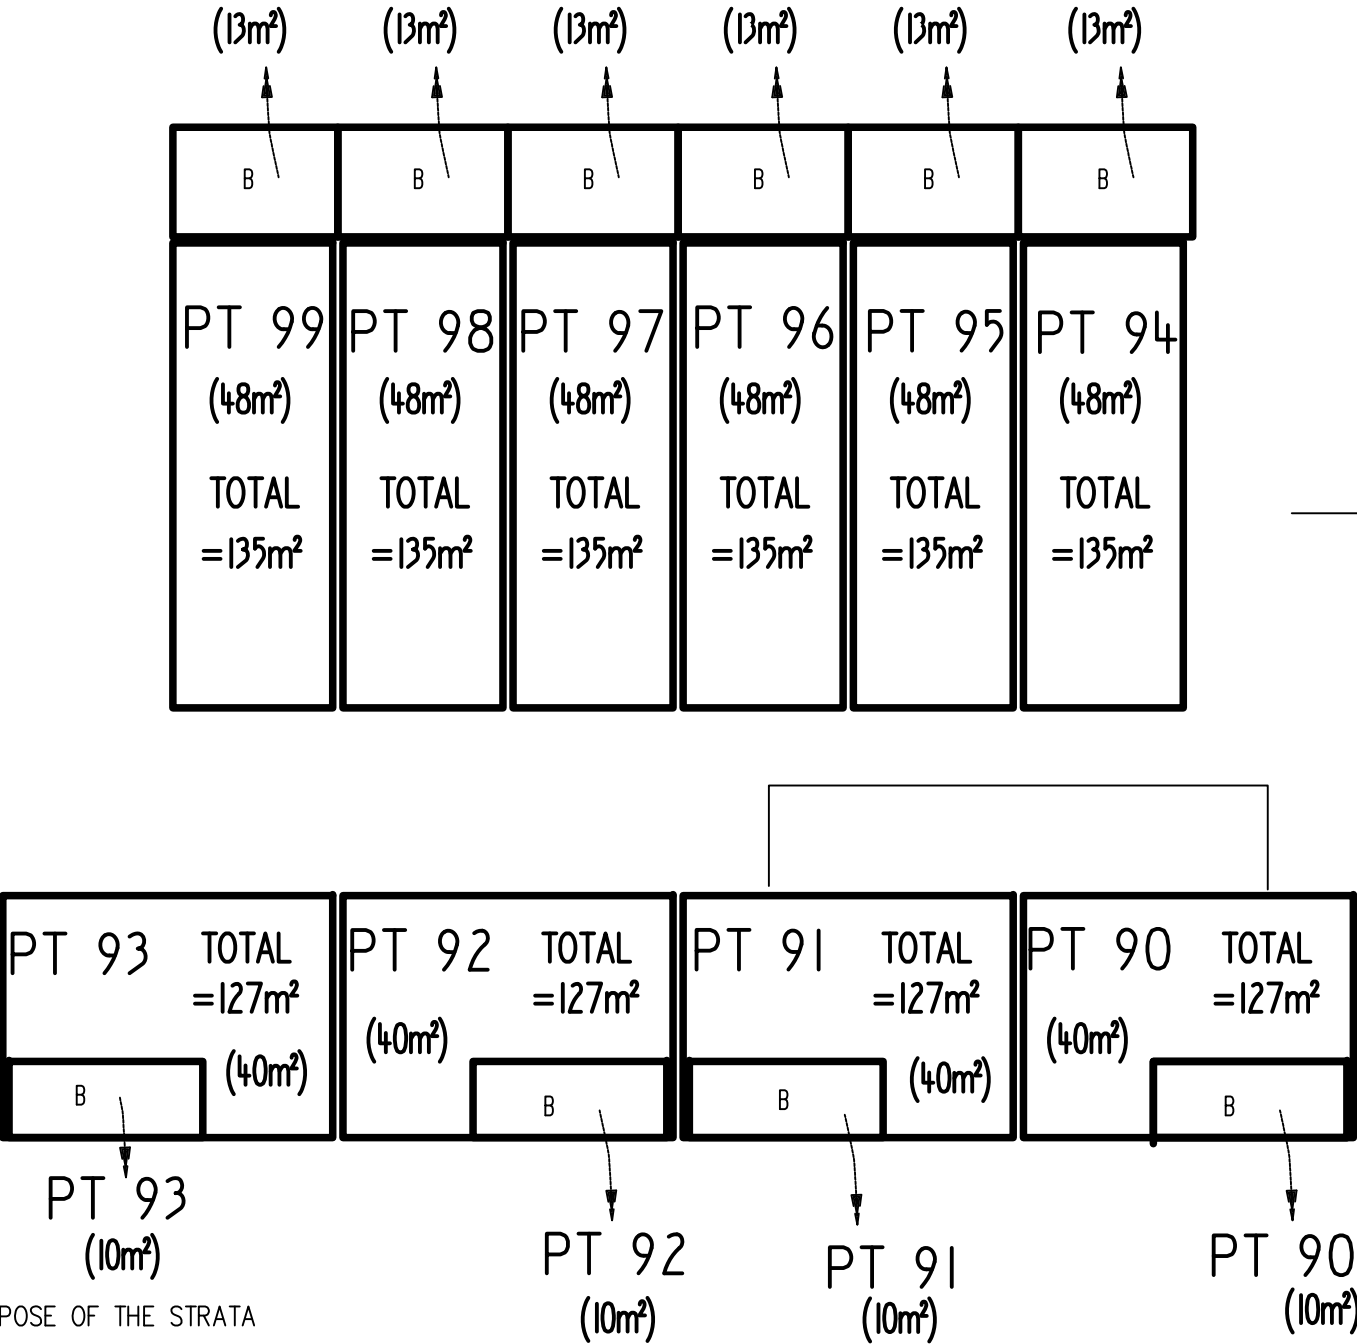 (13m²) (13m²) (13m²) (13m²) (13m²) (13m²)
B B B B B B
PT 99 PT 98 PT 97 PT 96 PT 95 PT 94
(48m²) (48m²) (48m²) (48m²) (48m²) (48m²)
TOTAL TOTAL TOTAL TOTAL TOTAL TOTAL
=135m² =135m² =135m² =135m² =135m² =135m²
PT 93 TOTAL PT 92 TOTAL PT 91 TOTAL PT 90 TOTAL
=127m² =127m² =127m² =127m²
(40m²) (40m²) (40m²) (40m²)
B B B B
PT 93 PT 92 PT 91 PT 90
(10m²) (10m²) (10m²) (10m²)
POSE OF THE STRATA